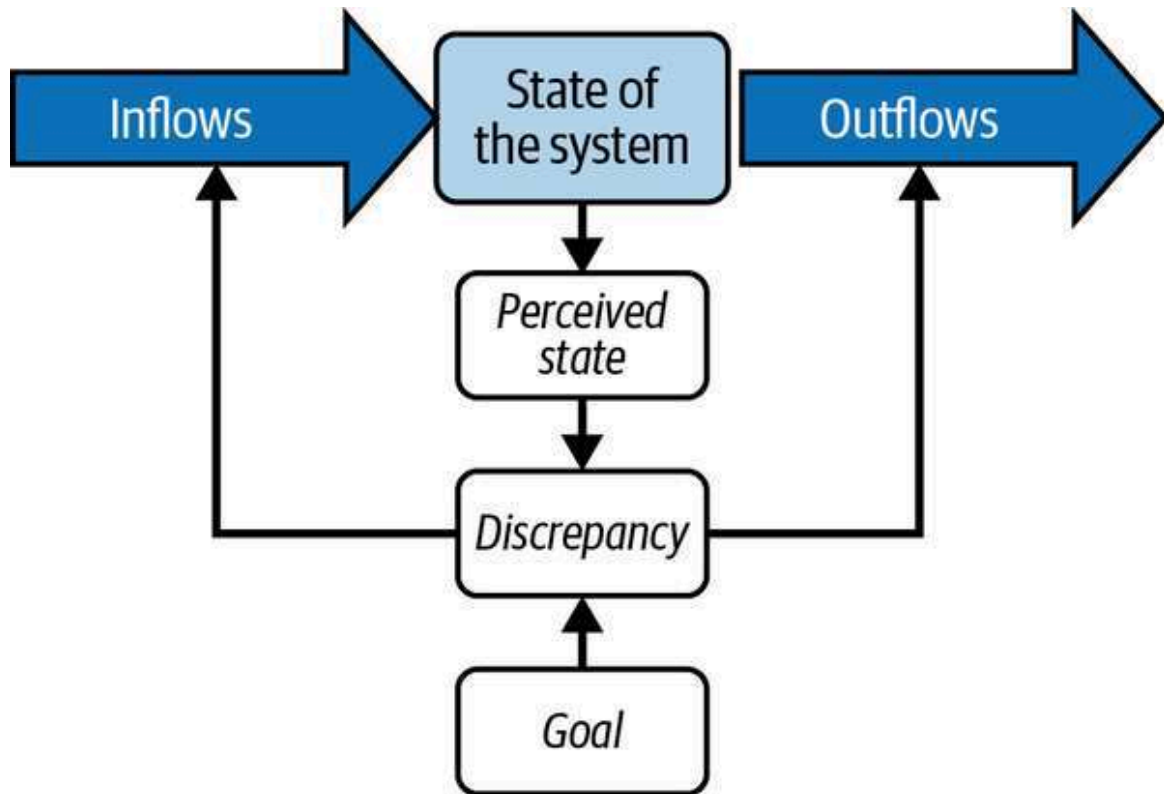 Inflows
State of
the system
Outflows
Perceived
state
Discrepancy
Goal